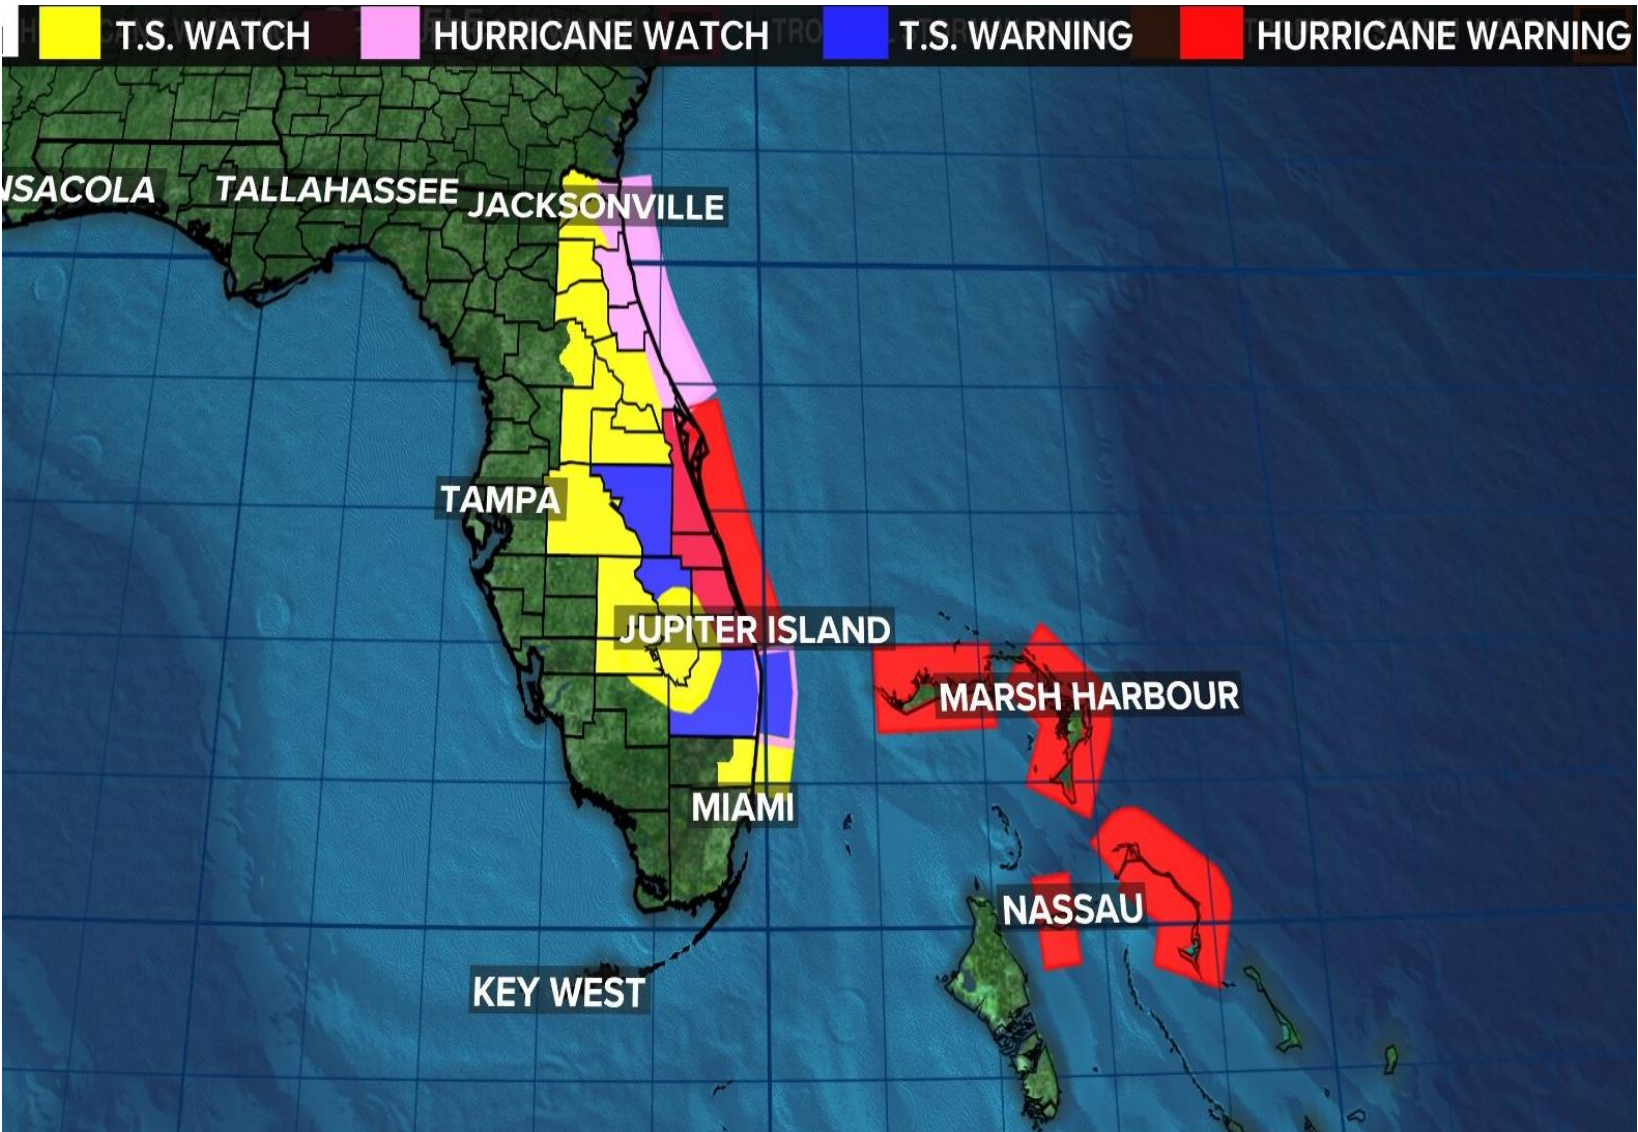 T.S. WATCH
HURRICANE WATCH
T.S. WARNING
HURRICANE WARNING
NSACOLA
TALLAHASSEE
JACKSONVILLE
TAMPA
JUPITER ISLAND
MARSH HARBOUR
MIAMI
NASSAU
KEY WEST